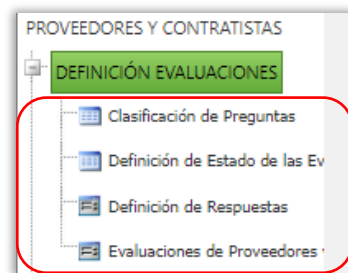 PROVEEDORES Y CONTRATISTAS
DEFINICIÓN EVALUACIONES
Clasificación de Preguntas
Definición de Estado de las Ev
Definición de Respuestas
Evaluaciones de Proveedores